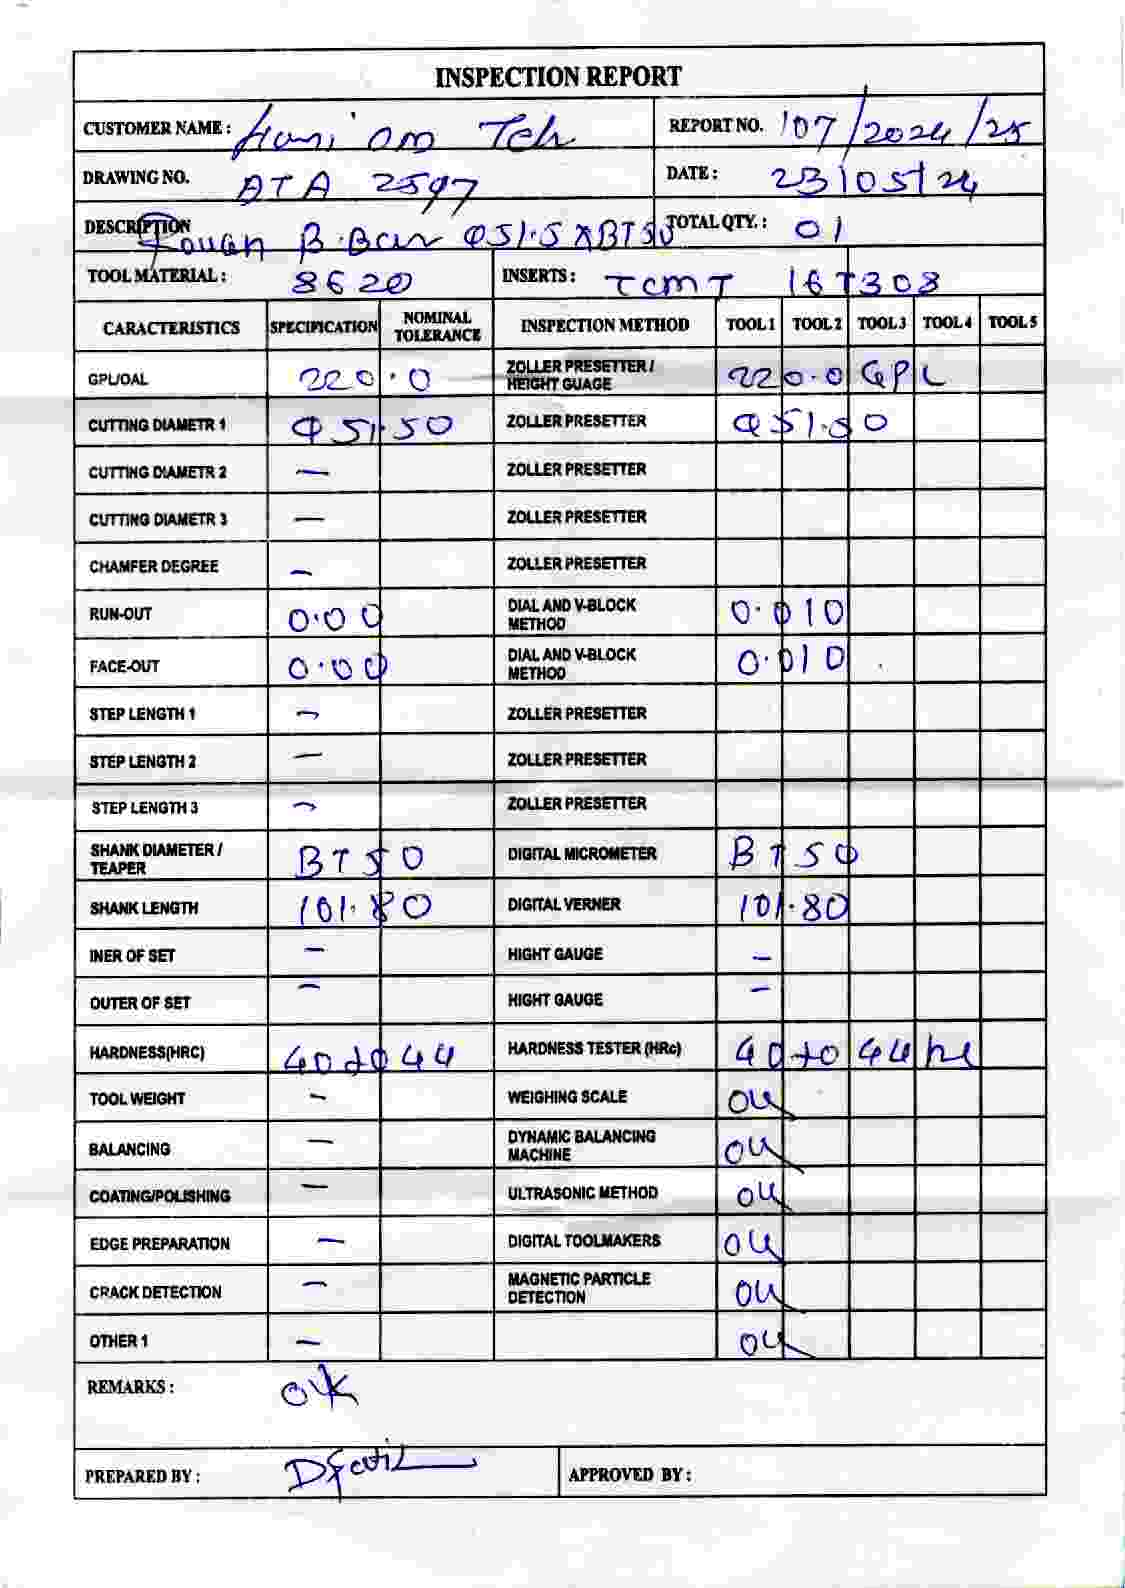 INSPECTION REPORT
CUSTOMER NAME : Hari om Tech
REPORT NO. 107/2024/25
DRAWING NO. DTA 2597
DATE : 23/05/24
DESCRIPTION B.Bar Φ51.5XBT50
TOTAL QTY. : 01
TOOL MATERIAL : 8620
INSERTS : TCMT 16T308
CARACTERISTICS SPECIFICATION NOMINAL TOLERANCE INSPECTION METHOD TOOL 1 TOOL 2 TOOL 3 TOOL 4 TOOL 5
GPL/OAL 220.0 ZOLLER PRESETTER / HEIGHT GUAGE 220.0 GPL
CUTTING DIAMETR 1 Φ51.50 ZOLLER PRESETTER Φ51.50
CUTTING DIAMETR 2 — ZOLLER PRESETTER
CUTTING DIAMETR 3 — ZOLLER PRESETTER
CHAMFER DEGREE — ZOLLER PRESETTER
RUN-OUT 0.00 DIAL AND V-BLOCK METHOD 0.010
FACE-OUT 0.00 DIAL AND V-BLOCK METHOD 0.010
STEP LENGTH 1 — ZOLLER PRESETTER
STEP LENGTH 2 — ZOLLER PRESETTER
STEP LENGTH 3 — ZOLLER PRESETTER
SHANK DIAMETER / TEAPER BT50 DIGITAL MICROMETER BT50
SHANK LENGTH 101.80 DIGITAL VERNER 101.80
INER OF SET — HIGHT GAUGE —
OUTER OF SET — HIGHT GAUGE —
HARDNESS(HRC) 40 to 44 HARDNESS TESTER (HRc) 40 to 44
TOOL WEIGHT — WEIGHING SCALE OK
BALANCING — DYNAMIC BALANCING MACHINE OK
COATING/POLISHING — ULTRASONIC METHOD OK
EDGE PREPARATION — DIGITAL TOOLMAKERS OK
CRACK DETECTION — MAGNETIC PARTICLE DETECTION OK
OTHER 1 — OK
REMARKS : OK
PREPARED BY :
APPROVED BY :